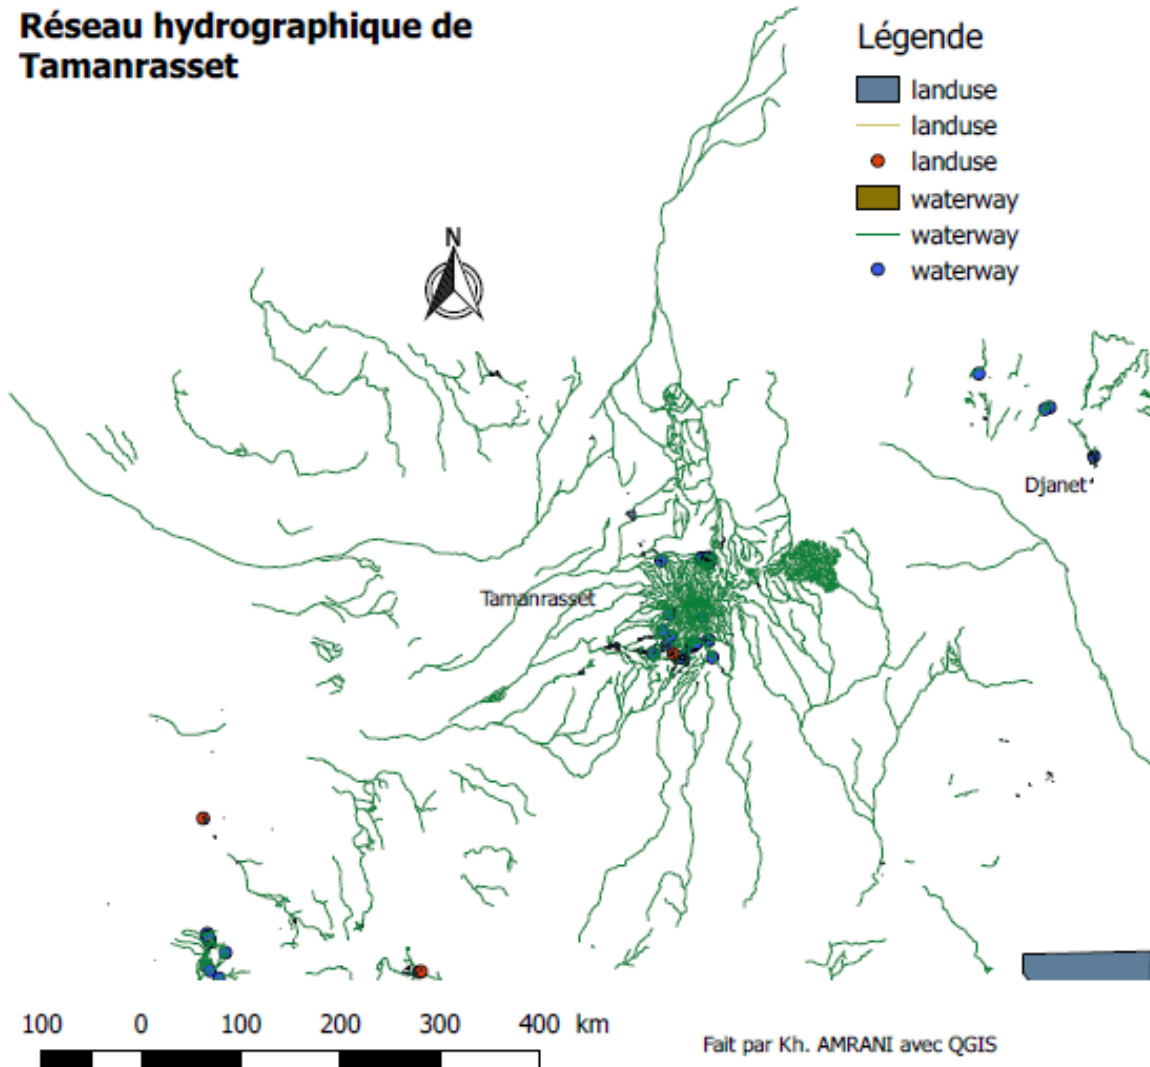 Réseau hydrographique de
Tamanrasset
Légende
landuse
landuse
landuse
waterway
waterway
waterway
N
Djanet
Tamanrasset
100 0 100 200 300 400 km
Fait par Kh. AMRANI avec QGIS